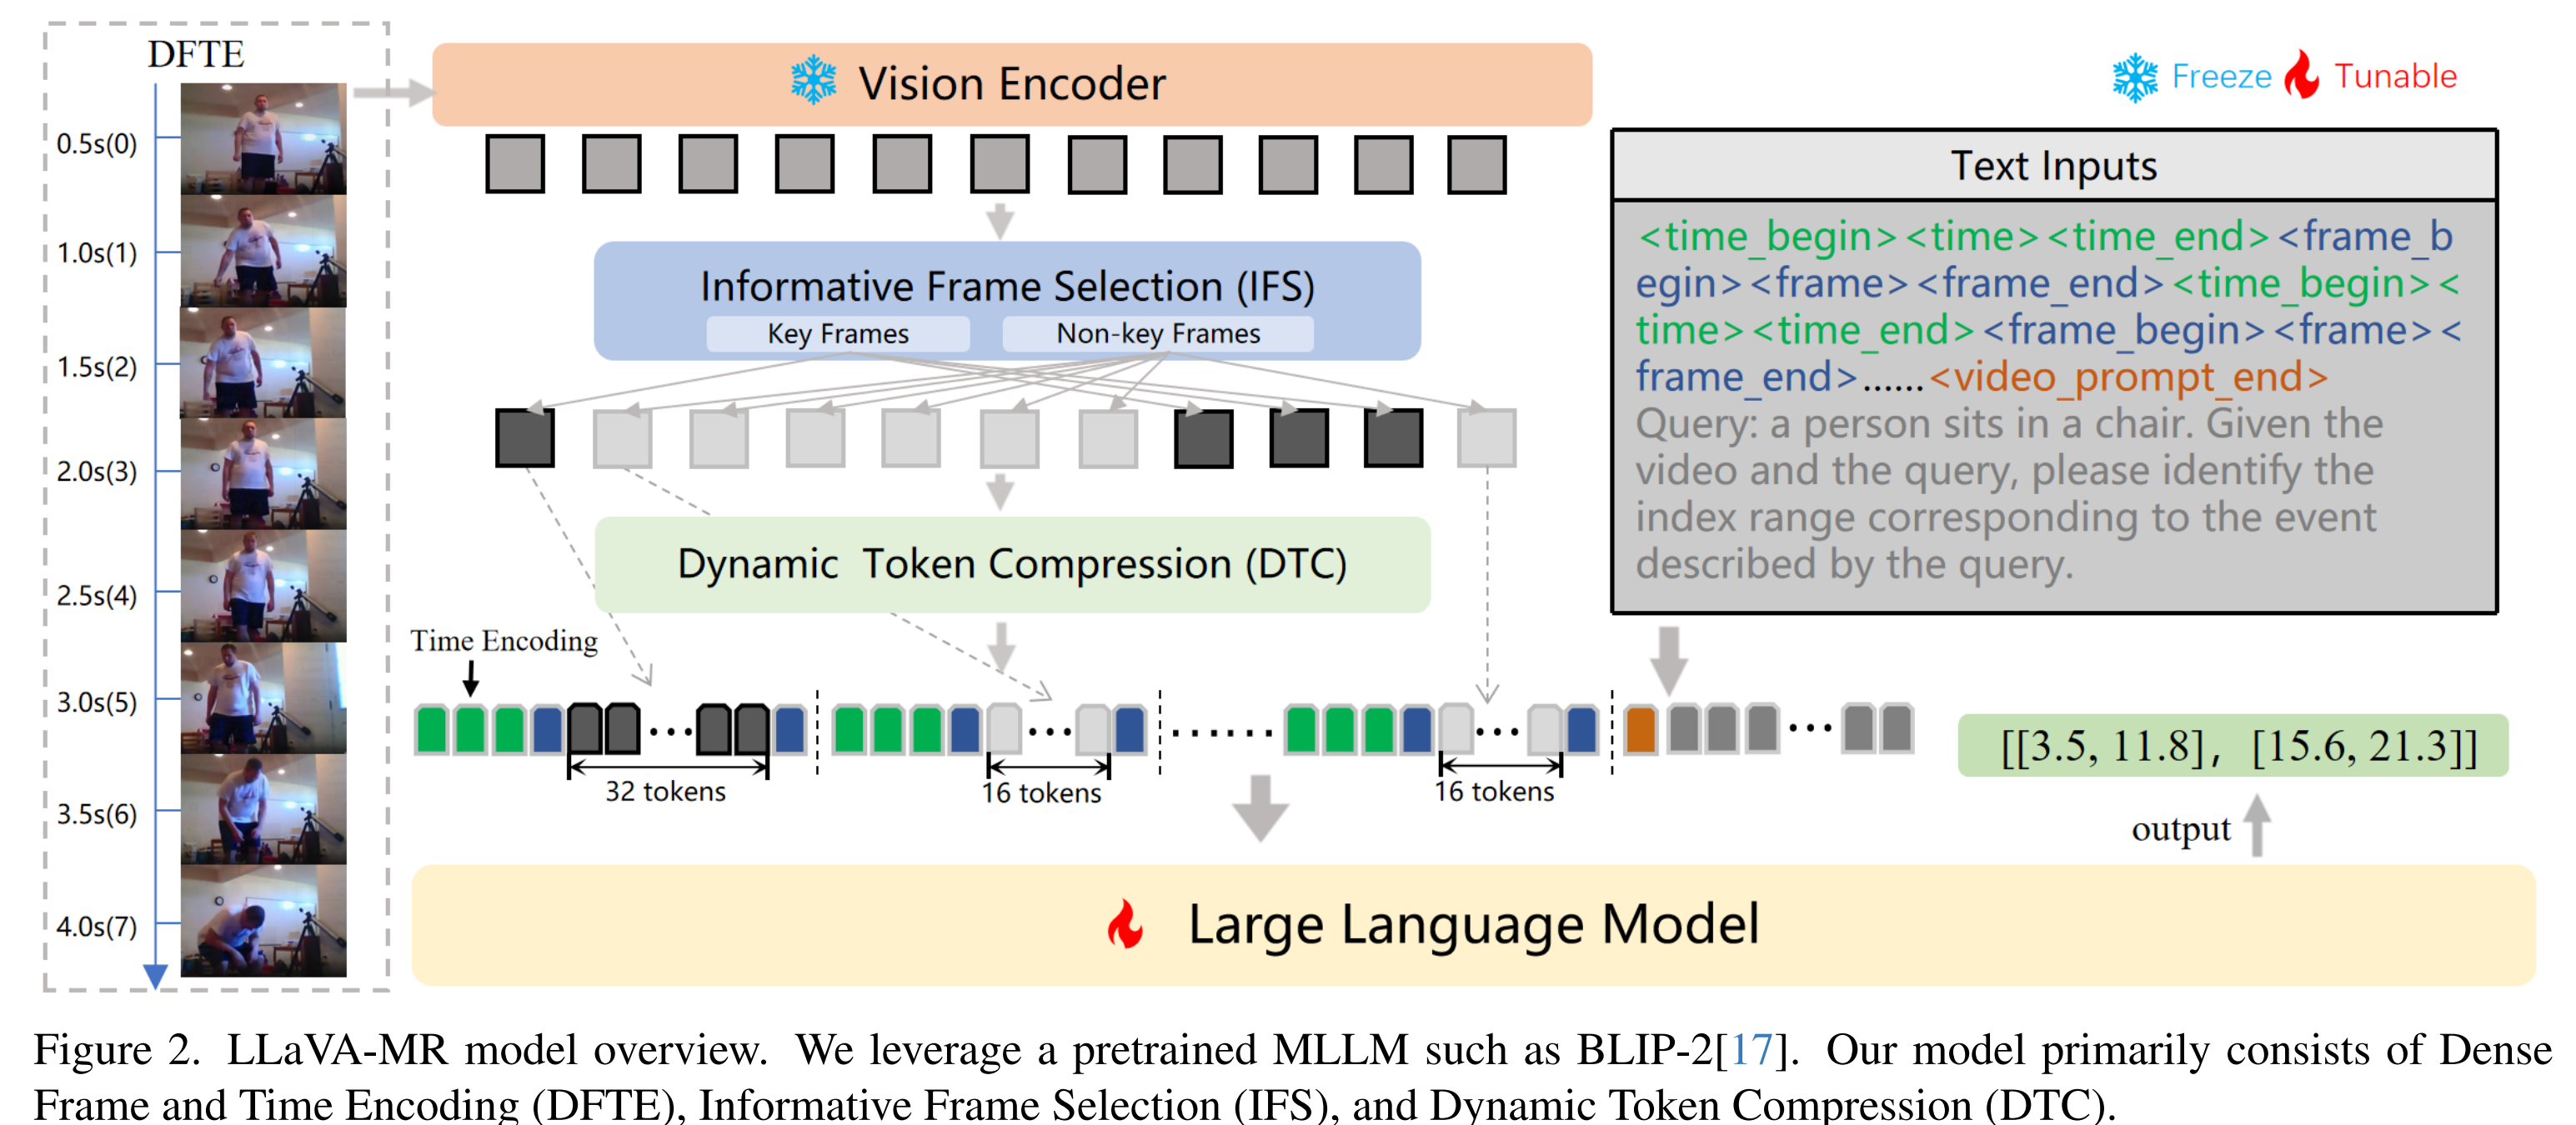 DFTE
0.5s(0)
1.0s(1)
1.5s(2)
2.0s(3)
2.5s(4)
3.0s(5)
3.5s(6)
4.0s(7)
Vision Encoder
Freeze
Tunable
Informative Frame Selection (IFS)
Key Frames
Non-key Frames
Dynamic Token Compression (DTC)
Text Inputs
<time_begin><time><time_end><frame_b
egin><frame><frame_end><time_begin><
time><time_end><frame_begin><frame><
frame_end>......<video_prompt_end>
Query: a person sits in a chair. Given the
video and the query, please identify the
index range corresponding to the event
described by the query.
Time Encoding
32 tokens
16 tokens
16 tokens
[[3.5, 11.8], [15.6, 21.3]]
output
Large Language Model
Figure 2. LLaVA-MR model overview. We leverage a pretrained MLLM such as BLIP-2[17]. Our model primarily consists of Dense
Frame and Time Encoding (DFTE), Informative Frame Selection (IFS), and Dynamic Token Compression (DTC).